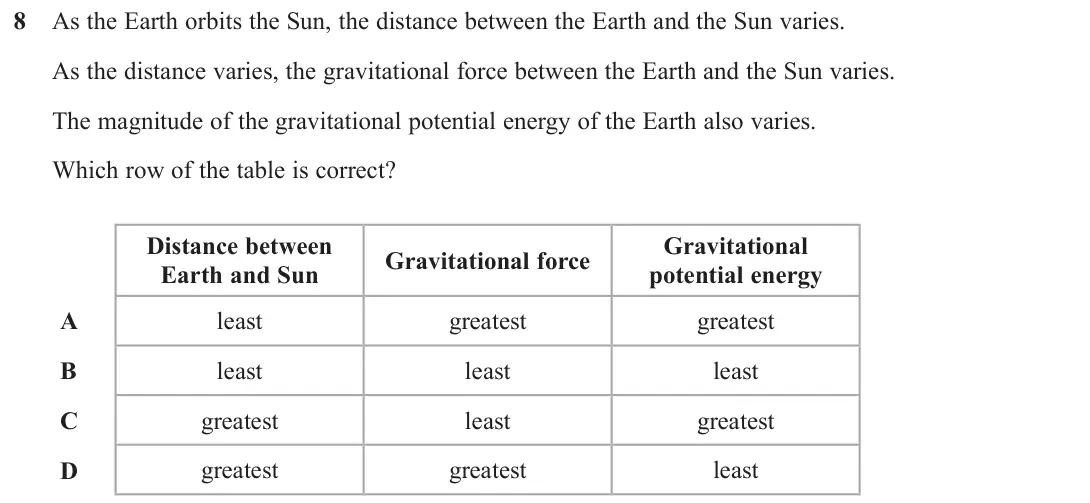 8 As the Earth orbits the Sun, the distance between the Earth and the Sun varies.
As the distance varies, the gravitational force between the Earth and the Sun varies.
The magnitude of the gravitational potential energy of the Earth also varies.
Which row of the table is correct?
Distance between Earth and Sun Gravitational force Gravitational potential energy
A least greatest greatest
B least least least
C greatest least greatest
D greatest greatest least